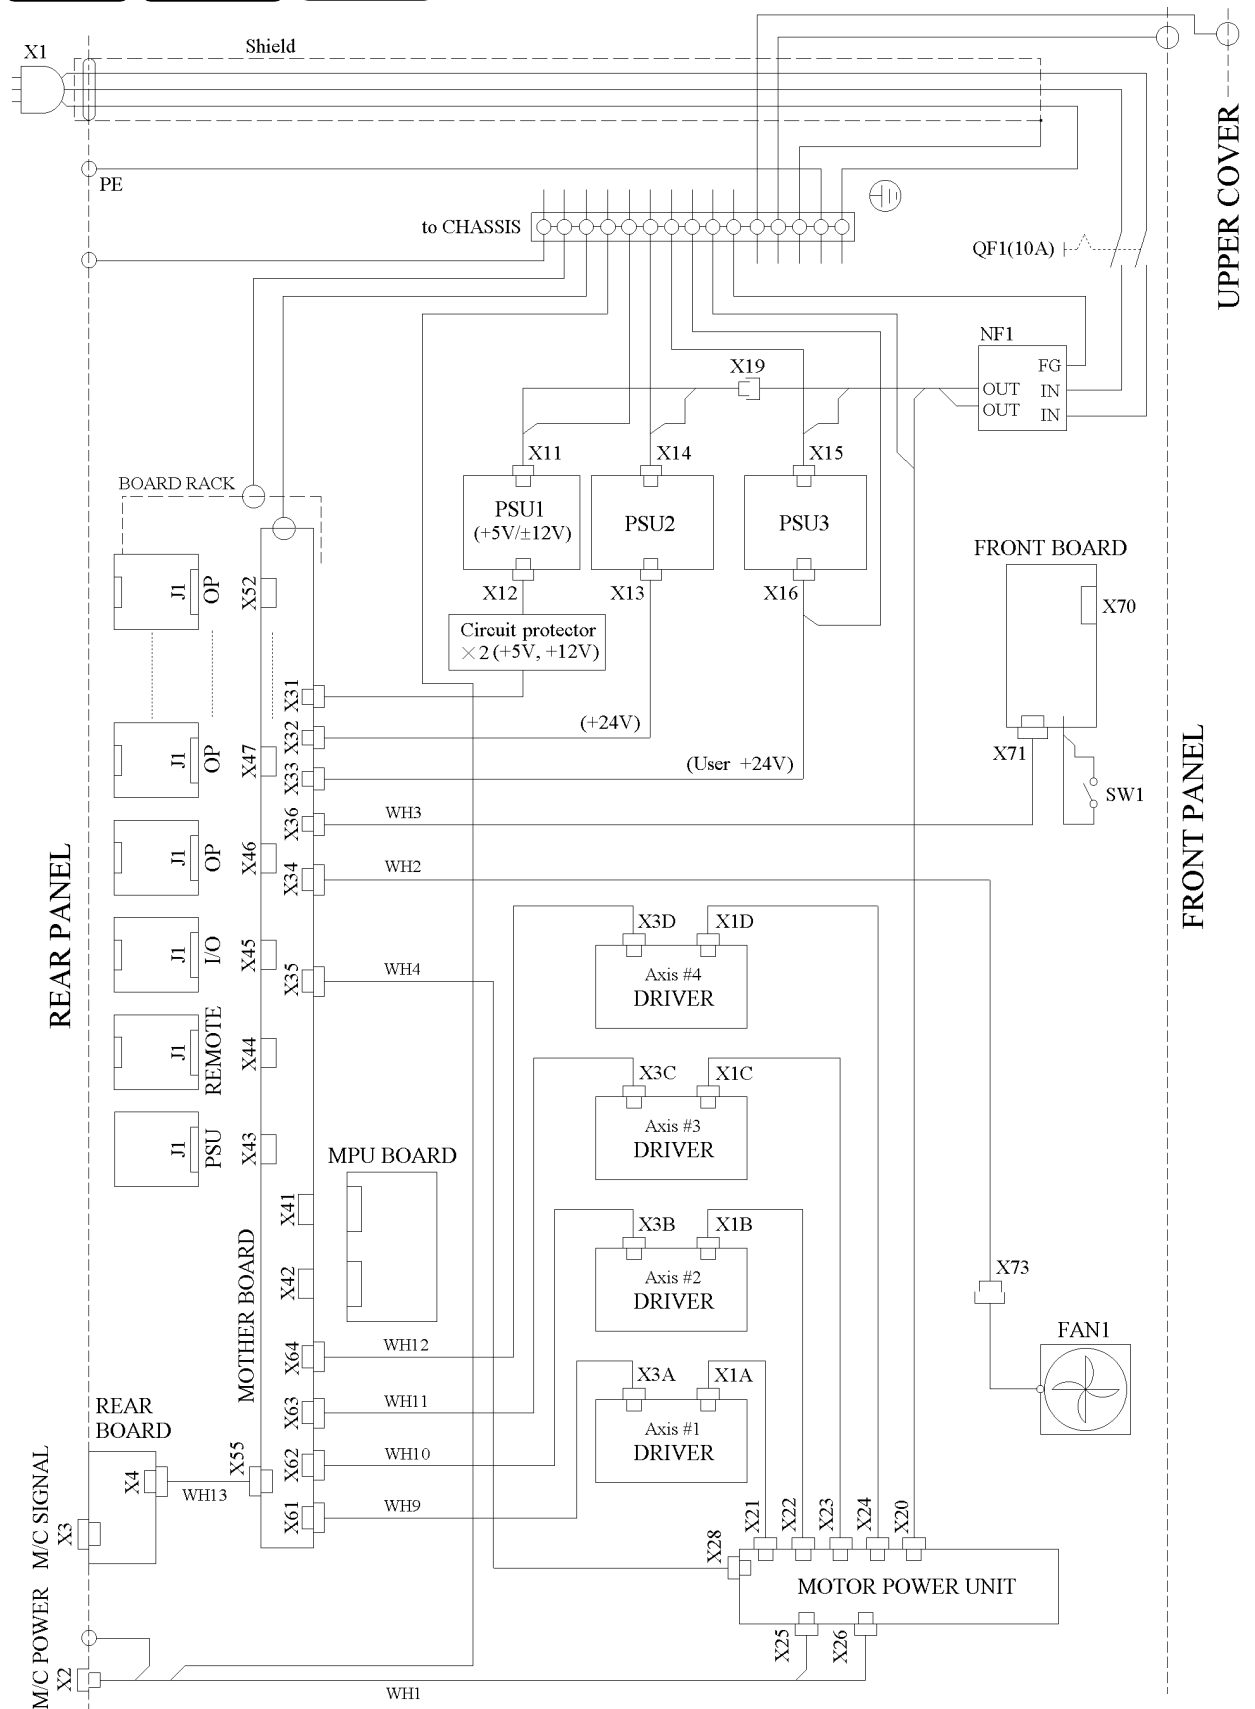 X1
Shield
PE
to CHASSIS
UPPER COVER
QF1(10A)
NF1
FG
OUT
IN
OUT
IN
X19
X11
X14
X15
PSU1
(+5V/±12V)
PSU2
PSU3
X12
X13
X16
Circuit protector
×2 (+5V, +12V)
BOARD RACK
J1
OP
X52
FRONT BOARD
X70
X71
SW1
FRONT PANEL
X31
X32
(+24V)
J1
OP
X47
X33
(User +24V)
X36
WH3
J1
OP
X46
X34
WH2
REAR PANEL
J1
I/O
X45
X35
WH4
X3D
X1D
Axis #4
DRIVER
J1
REMOTE
X44
X3C
X1C
Axis #3
DRIVER
J1
PSU
X43
MPU BOARD
X41
X42
MOTHER BOARD
X3B
X1B
Axis #2
DRIVER
X73
FAN1
X64
WH12
X3A
X1A
Axis #1
DRIVER
X63
WH11
REAR
BOARD
X4
WH13
X55
X62
WH10
X61
WH9
M/C SIGNAL
X3
X28
X21
X22
X23
X24
X20
MOTOR POWER UNIT
X25
X26
M/C POWER
X2
WH1